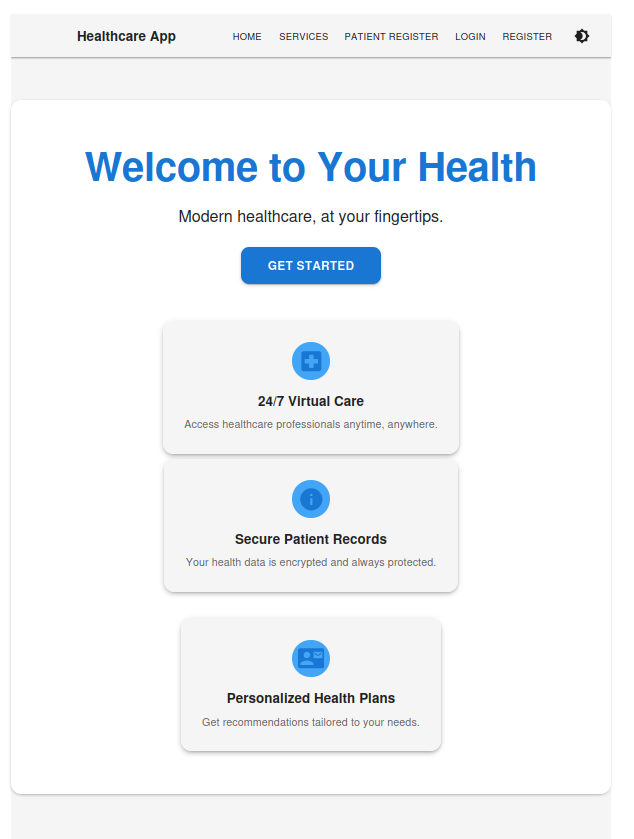 Healthcare App HOME SERVICES PATIENT REGISTER LOGIN REGISTER
Welcome to Your Health
Modern healthcare, at your fingertips.
GET STARTED
24/7 Virtual Care
Access healthcare professionals anytime, anywhere.
Secure Patient Records
Your health data is encrypted and always protected.
Personalized Health Plans
Get recommendations tailored to your needs.